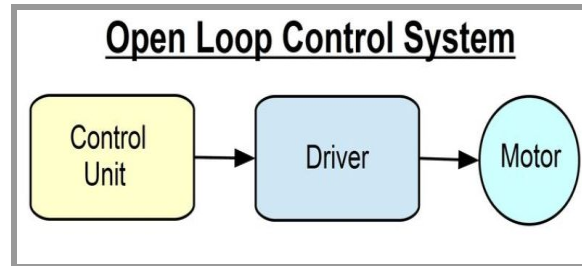 Open Loop Control System
Control
Unit
Driver
Motor